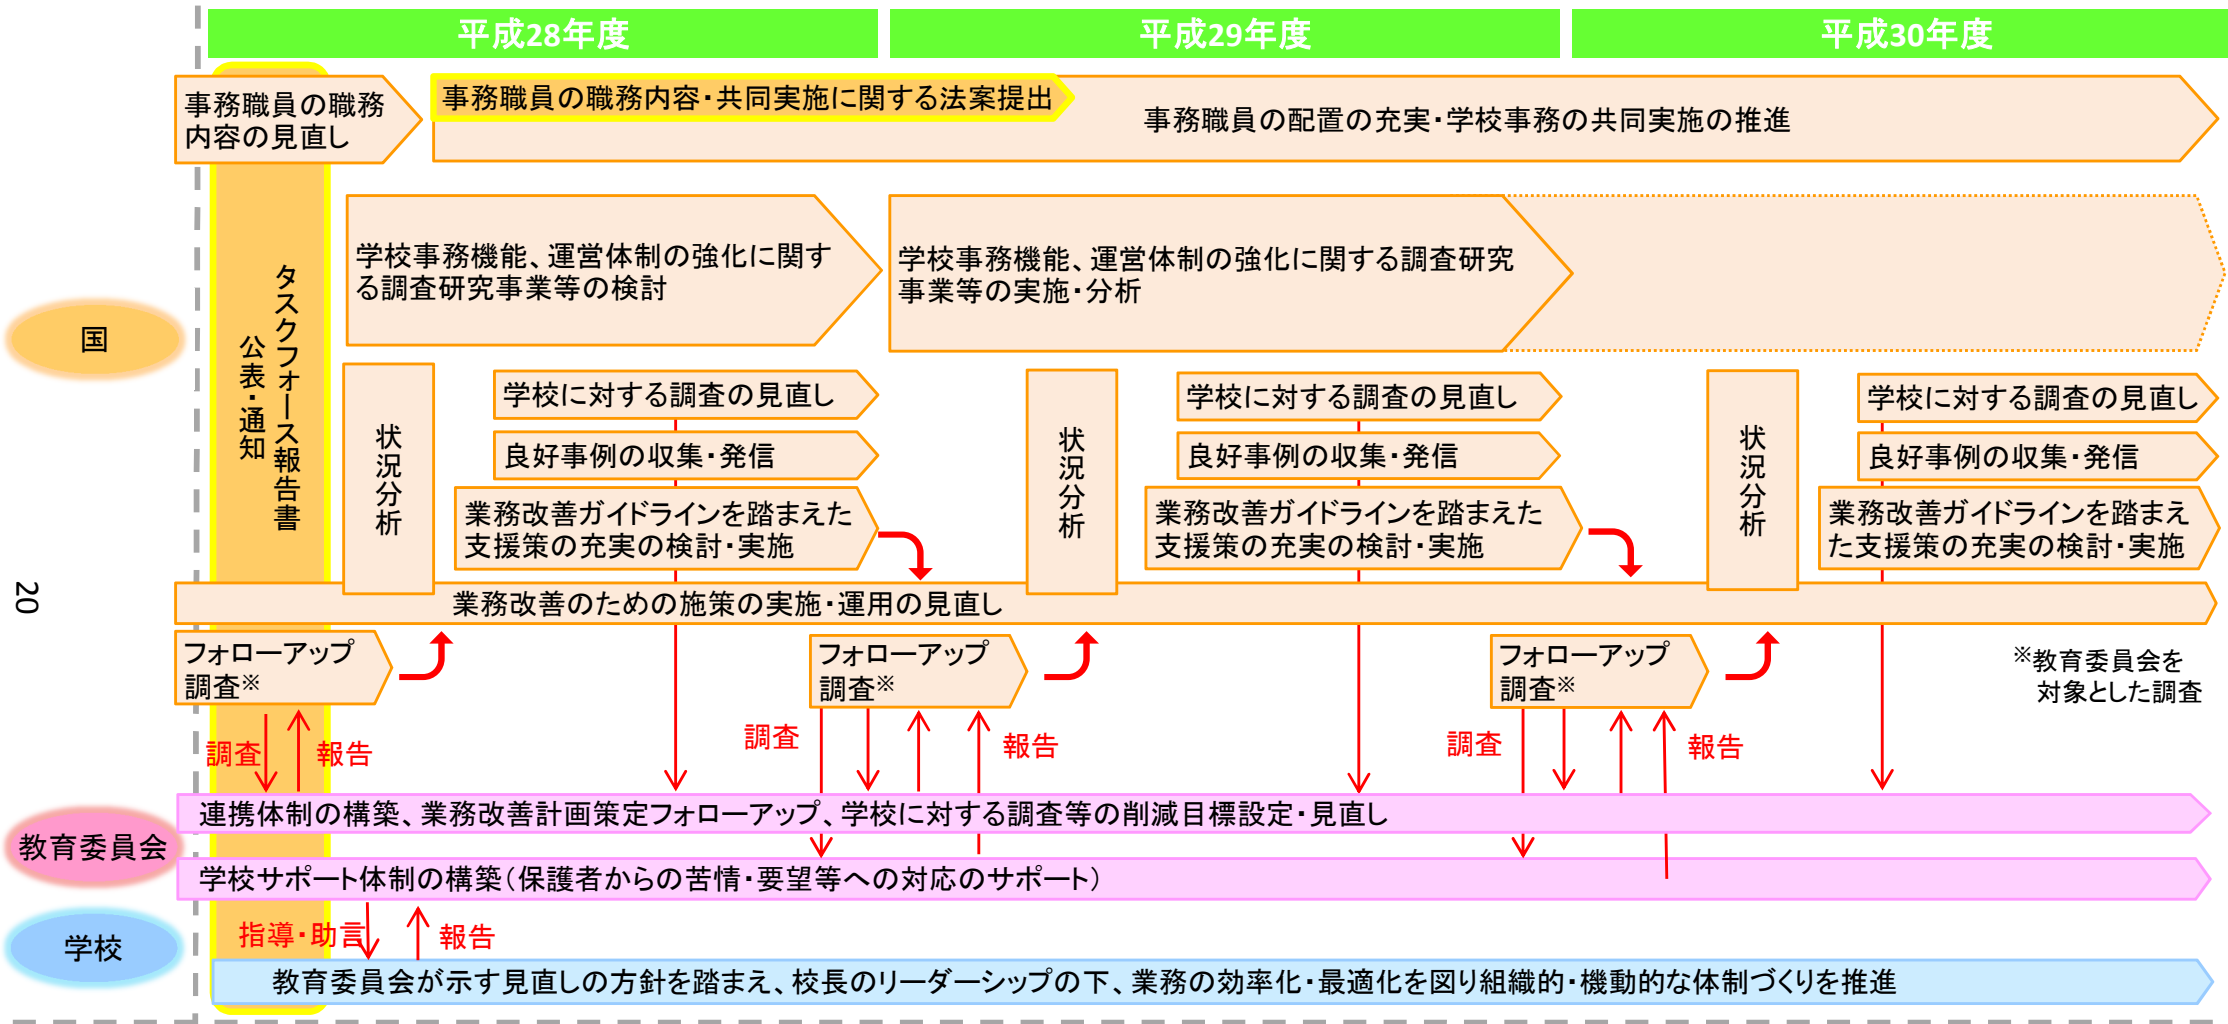 平成28年度
平成29年度
平成30年度
事務職員の職務
内容の見直し
事務職員の職務内容・共同実施に関する法案提出
事務職員の配置の充実・学校事務の共同実施の推進
タスクフォース報告書
公表・通知
学校事務機能、運営体制の強化に関す
る調査研究事業等の検討
学校事務機能、運営体制の強化に関する調査研究
事業等の実施・分析
国
状況分析
学校に対する調査の見直し
良好事例の収集・発信
業務改善ガイドラインを踏まえた
支援策の充実の検討・実施
状況分析
学校に対する調査の見直し
良好事例の収集・発信
業務改善ガイドラインを踏まえた
支援策の充実の検討・実施
状況分析
学校に対する調査の見直し
良好事例の収集・発信
業務改善ガイドラインを踏まえ
た支援策の充実の検討・実施
20
業務改善のための施策の実施・運用の見直し
フォローアップ
調査※
フォローアップ
調査※
フォローアップ
調査※
※教育委員会を
対象とした調査
調査
報告
調査
報告
調査
報告
教育委員会
連携体制の構築、業務改善計画策定フォローアップ、学校に対する調査等の削減目標設定・見直し
学校サポート体制の構築（保護者からの苦情・要望等への対応のサポート）
学校
指導・助言
報告
教育委員会が示す見直しの方針を踏まえ、校長のリーダーシップの下、業務の効率化・最適化を図り組織的・機動的な体制づくりを推進